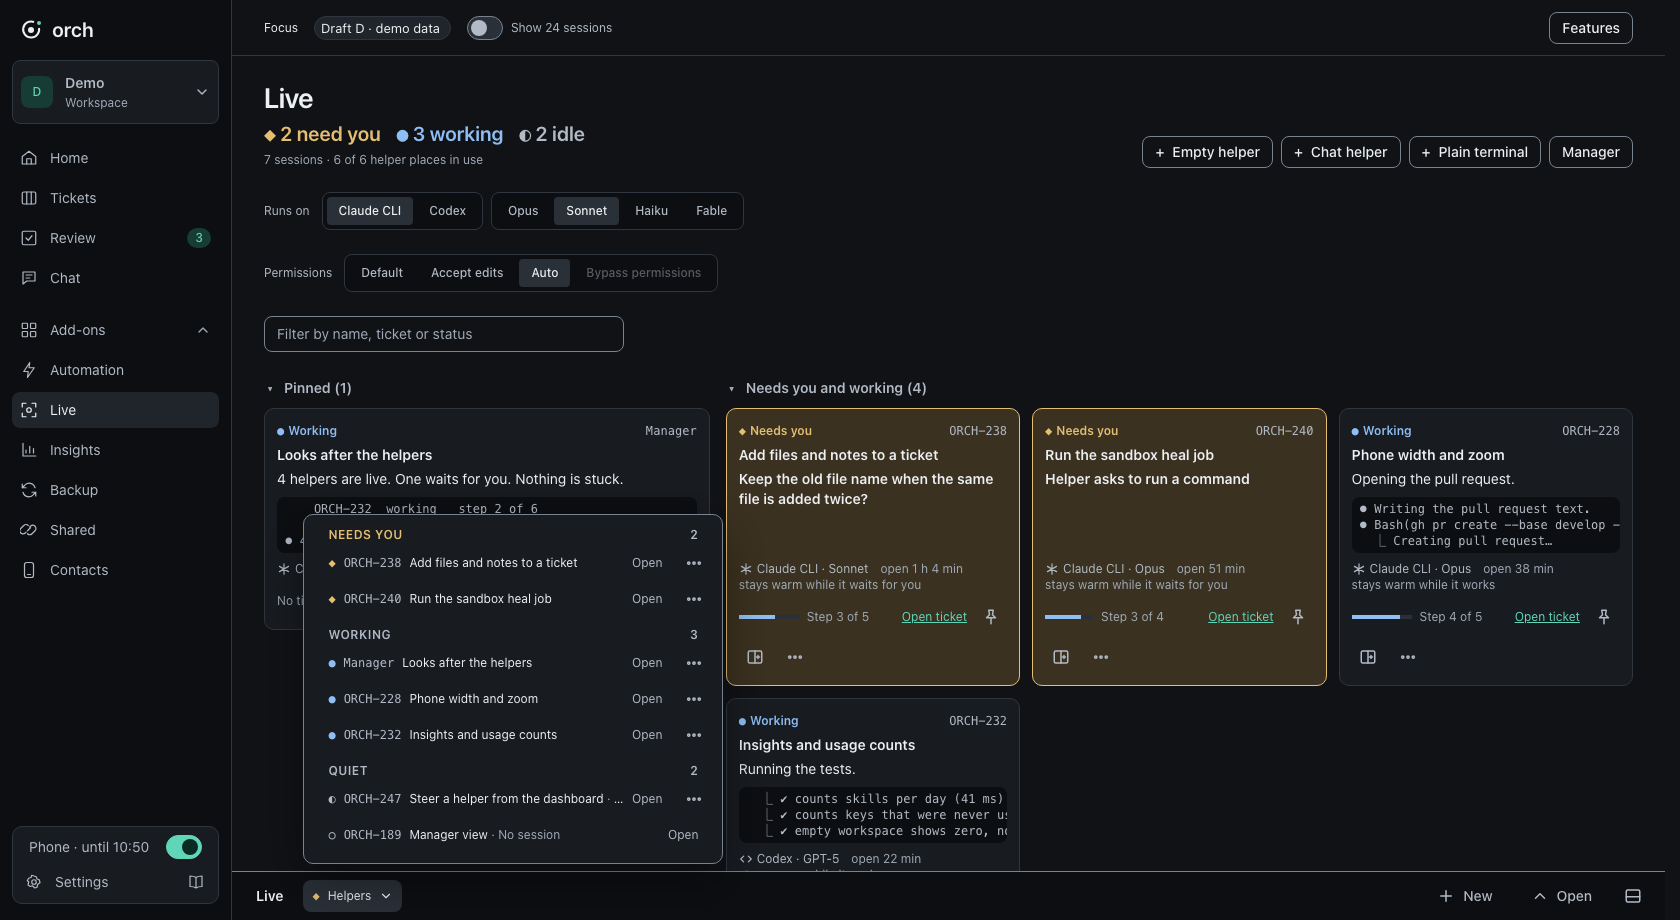 orch
D
Demo
Workspace
Home
Tickets
Review
3
Chat
Add-ons
Automation
Live
Insights
Backup
Shared
Contacts
Phone · until 10:50
Settings
Focus
Draft D · demo data
Show 24 sessions
Features
Live
2 need you
3 working
2 idle
7 sessions · 6 of 6 helper places in use
+ Empty helper
+ Chat helper
+ Plain terminal
Manager
Runs on
Claude CLI
Codex
Opus
Sonnet
Haiku
Fable
Permissions
Default
Accept edits
Auto
Bypass permissions
Filter by name, ticket or status
Pinned (1)
Working
Manager
Looks after the helpers
4 helpers are live. One waits for you. Nothing is stuck.
ORCH-232 working step 2 of 6
NEEDS YOU
2
ORCH-238 Add files and notes to a ticket
Open
ORCH-240 Run the sandbox heal job
Open
WORKING
3
Manager Looks after the helpers
Open
ORCH-228 Phone width and zoom
Open
ORCH-232 Insights and usage counts
Open
QUIET
2
ORCH-247 Steer a helper from the dashboard · ...
Open
ORCH-189 Manager view · No session
Open
Needs you and working (4)
Needs you
ORCH-238
Add files and notes to a ticket
Keep the old file name when the same
file is added twice?
Claude CLI · Sonnet open 1 h 4 min
stays warm while it waits for you
Step 3 of 5
Open ticket
Needs you
ORCH-240
Run the sandbox heal job
Helper asks to run a command
Claude CLI · Opus open 51 min
stays warm while it waits for you
Step 3 of 4
Open ticket
Working
ORCH-228
Phone width and zoom
Opening the pull request.
Writing the pull request text.
Bash(gh pr create --base develop
Creating pull request…
Claude CLI · Opus open 38 min
stays warm while it works
Step 4 of 5
Open ticket
Working
ORCH-232
Insights and usage counts
Running the tests.
✔ counts skills per day (41 ms)
✔ counts keys that were never
✔ empty workspace shows zero,
Codex · GPT-5 open 22 min
Live
Helpers
+ New
Open